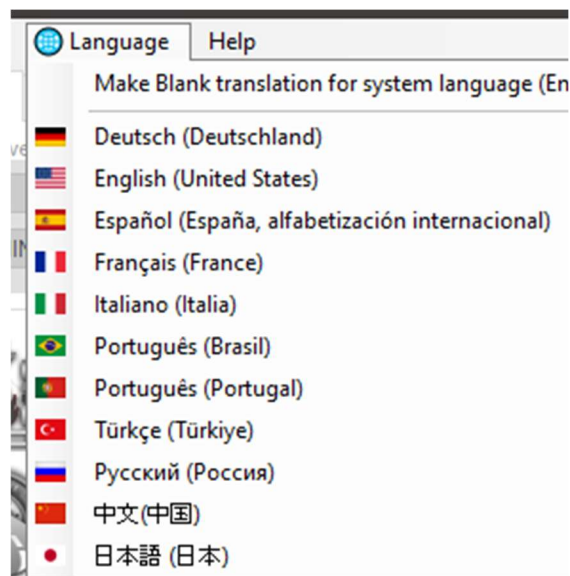 Language Help
Make Blank translation for system language (En
Deutsch (Deutschland)
English (United States)
Español (España, alfabetización internacional)
Français (France)
Italiano (Italia)
Português (Brasil)
Português (Portugal)
Türkçe (Türkiye)
Русский (Россия)
中文(中国)
日本語 (日本)